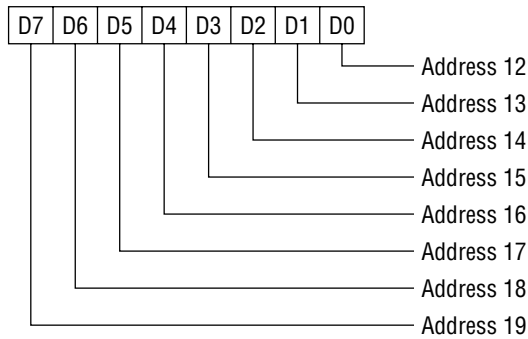 D7 D6 D5 D4 D3 D2 D1 D0
Address 12
Address 13
Address 14
Address 15
Address 16
Address 17
Address 18
Address 19